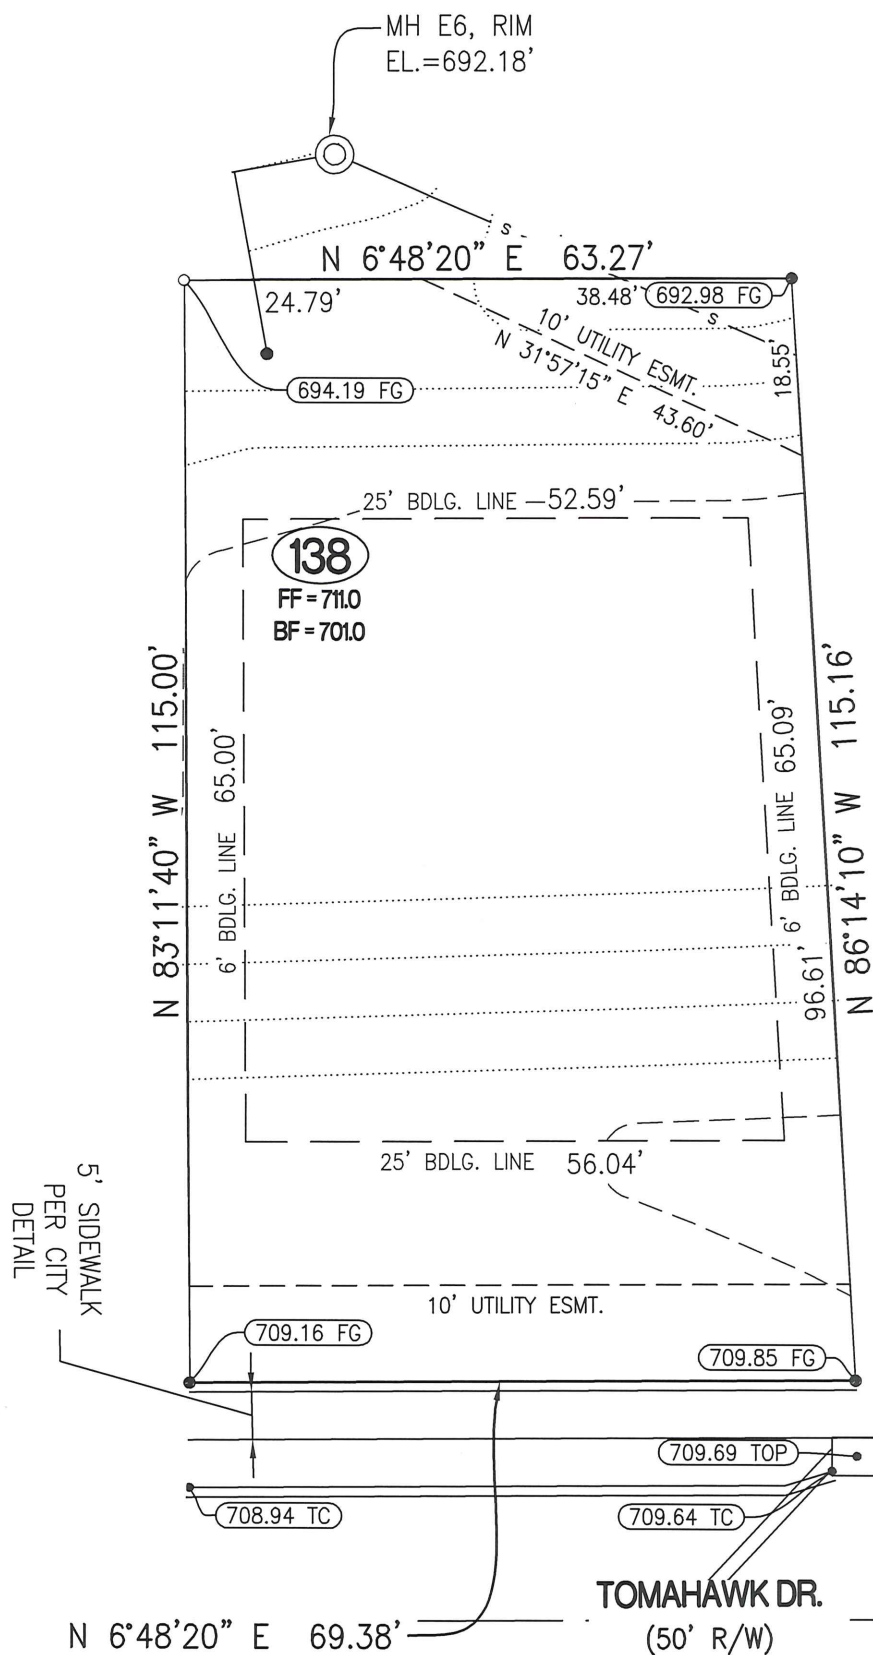 MH E6, RIM
EL.=692.18'
S
N 6°48'20" E 63.27'
24.79'
38.48'
692.98 FG
S
10' UTILITY ESMT.
N 31°57'15" E 43.60'
18.55'
694.19 FG
25' BDLG. LINE 52.59'
138
FF = 711.0
BF = 701.0
N 83°11'40" W 115.00'
6' BDLG. LINE 65.00'
6' BDLG. LINE 65.09'
96.61'
N 86°14'10" W 115.16'
25' BDLG. LINE 56.04'
5' SIDEWALK
PER CITY
DETAIL
10' UTILITY ESMT.
709.16 FG
709.85 FG
709.69 TOP
708.94 TC
709.64 TC
TOMAHAWK DR.
(50' R/W)
N 6°48'20" E 69.38'